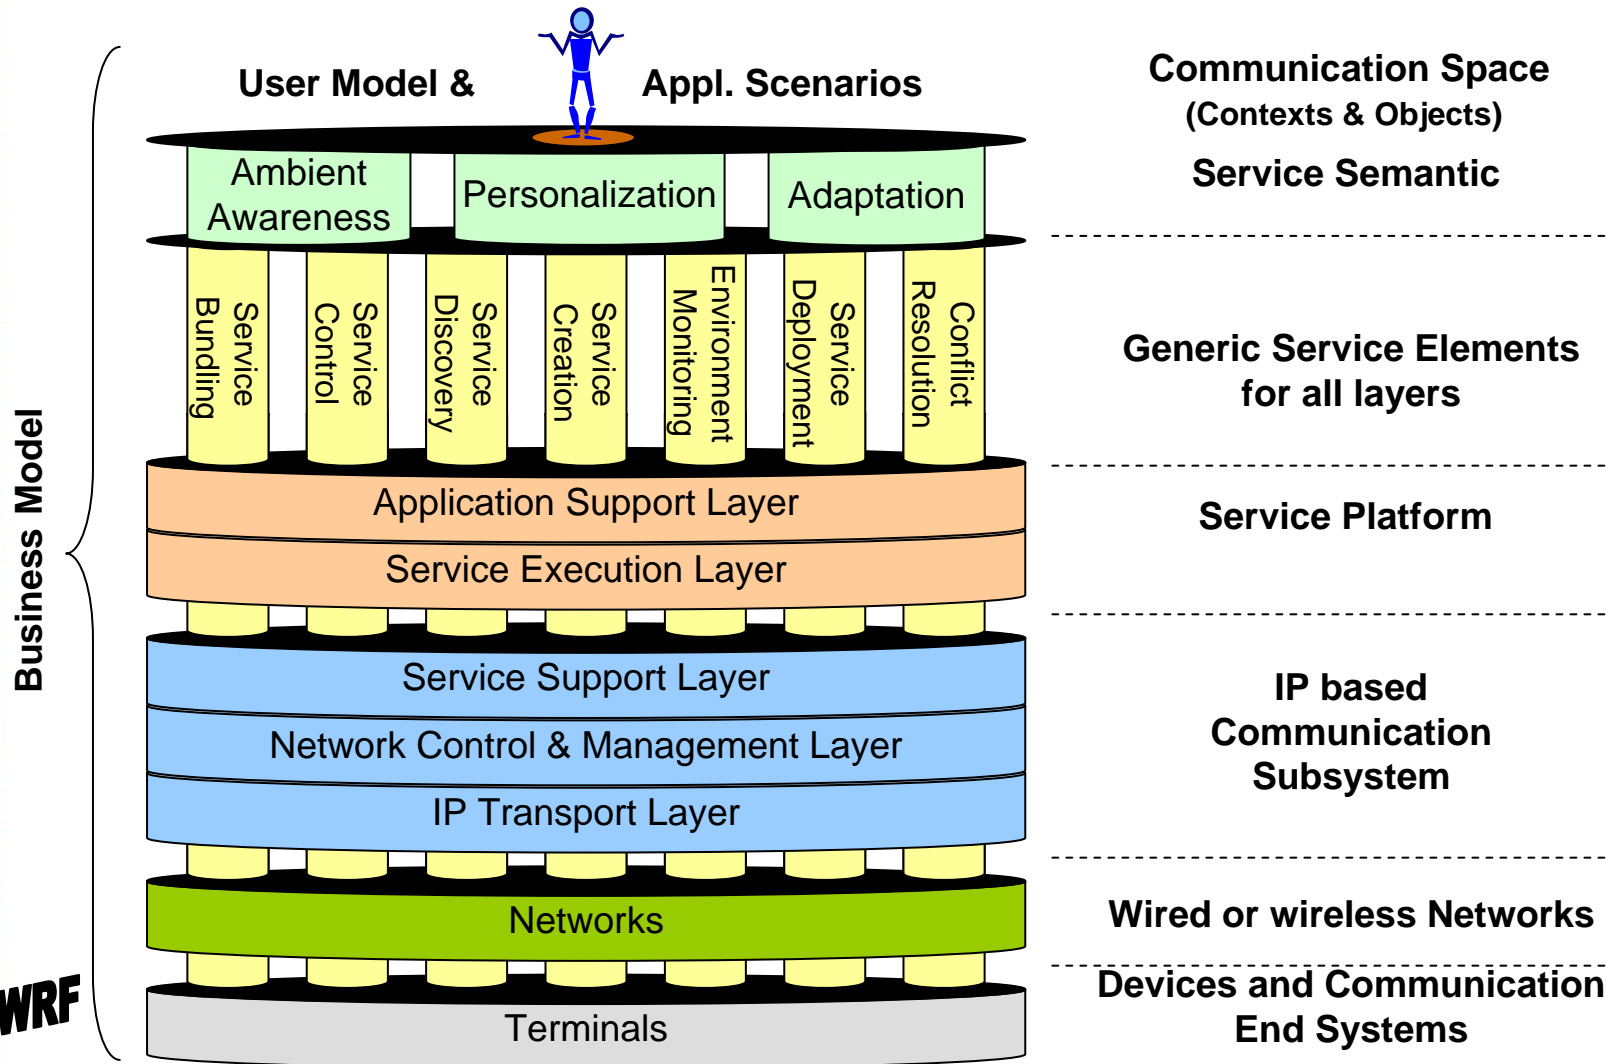 User Model &
Appl. Scenarios
Communication Space
(Contexts & Objects)
Service Semantic
Ambient
Awareness
Personalization
Adaptation
Service
Bundling
Service
Control
Service
Discovery
Service
Creation
Environment
Monitoring
Service
Deployment
Conflict
Resolution
Generic Service Elements
for all layers
Business Model
Application Support Layer
Service Execution Layer
Service Platform
Service Support Layer
Network Control & Management Layer
IP Transport Layer
IP based
Communication
Subsystem
Networks
Wired or wireless Networks
WRF
Terminals
Devices and Communication
End Systems